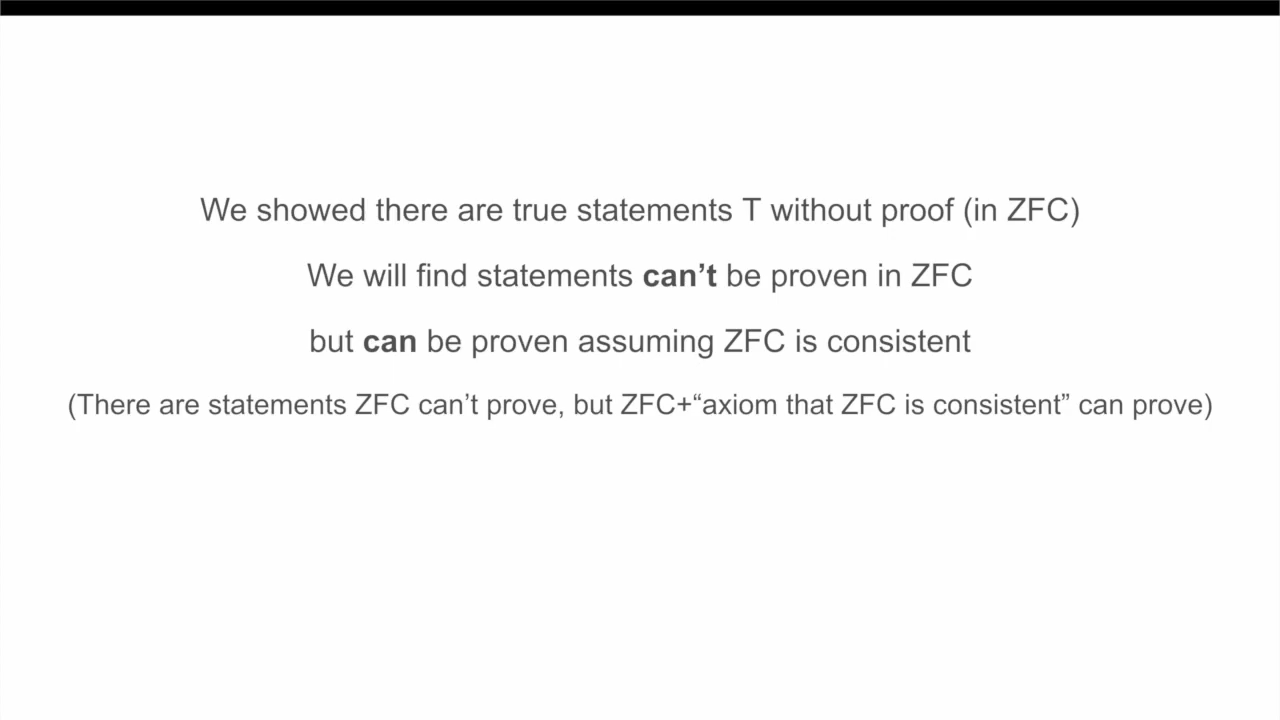 We showed there are true statements T without proof (in ZFC)
We will find statements can’t be proven in ZFC
but can be proven assuming ZFC is consistent
(There are statements ZFC can’t prove, but ZFC+“axiom that ZFC is consistent” can prove)